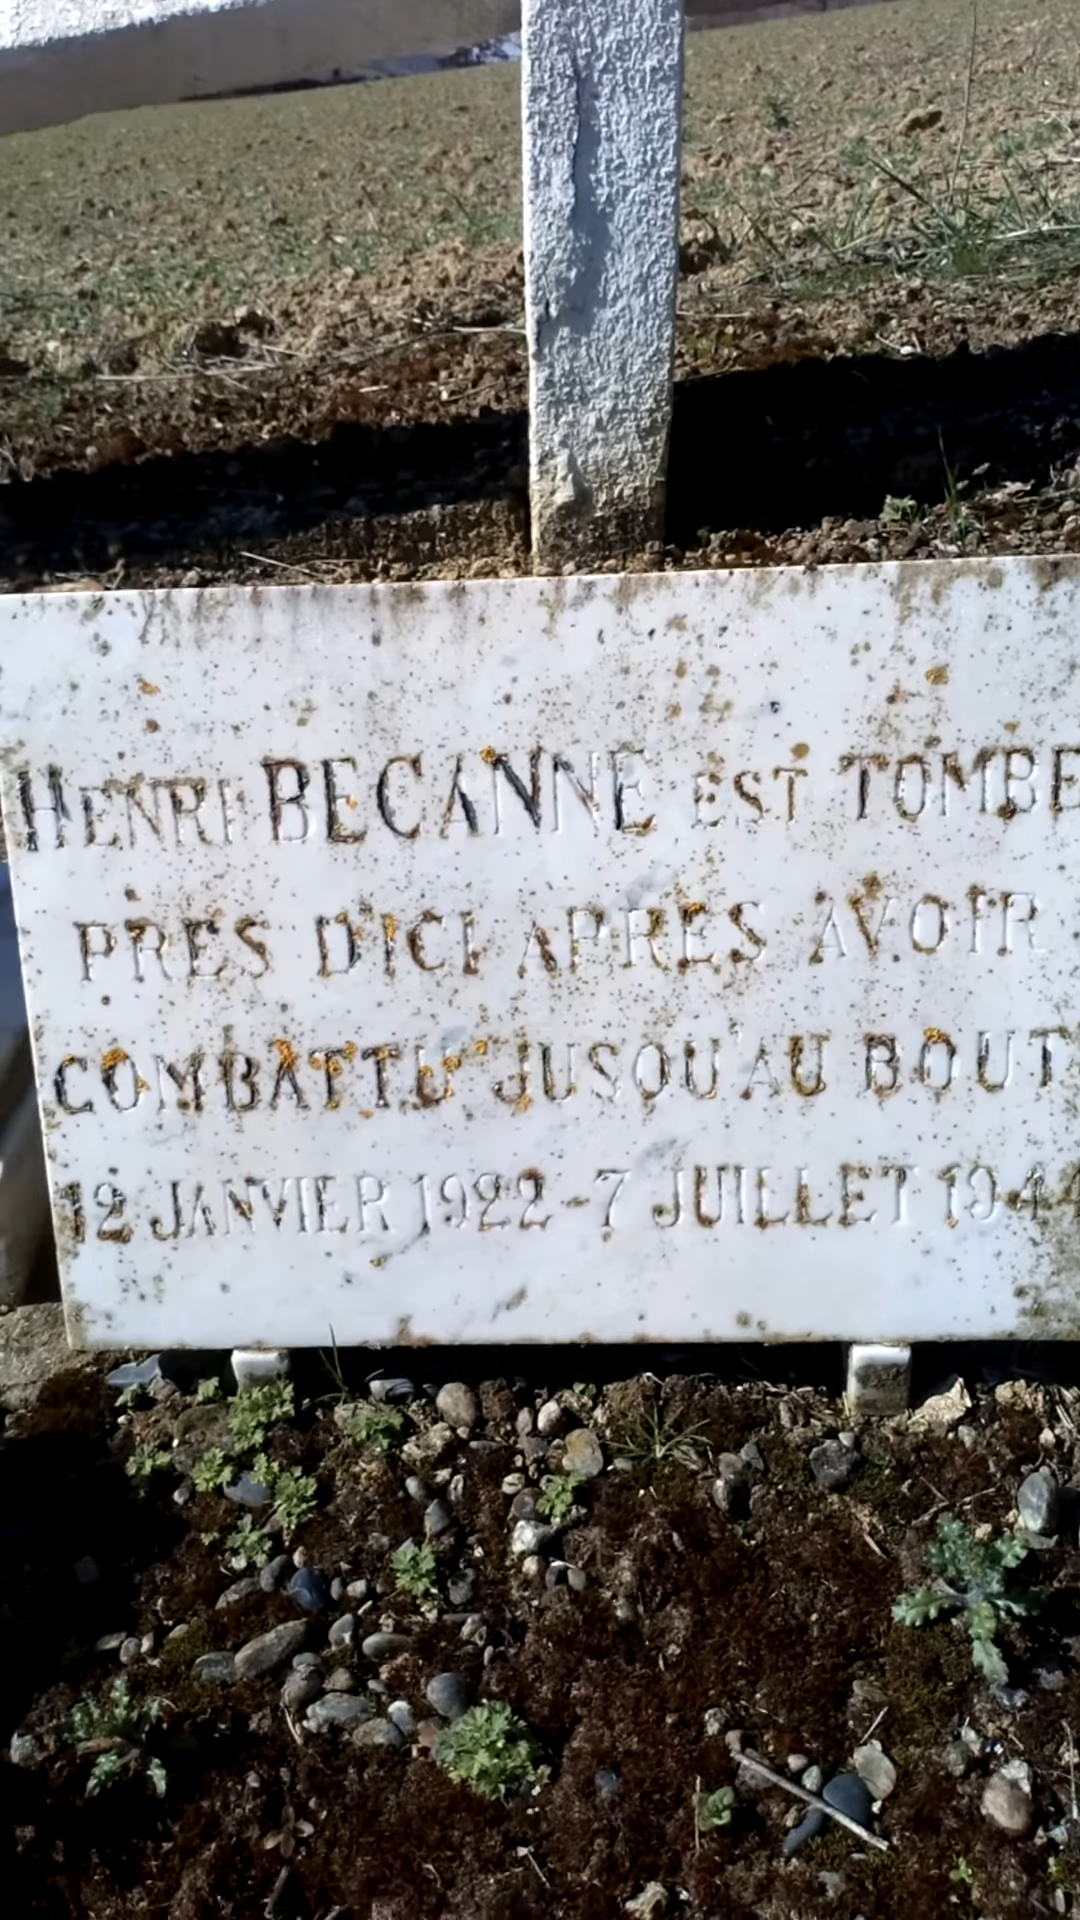 HENRI BECANNE EST TOMBE
PRES D'ICI APRES AVOIR
COMBATTU JUSQU'AU BOUT
12 JANVIER 1922 - 7 JUILLET 1944